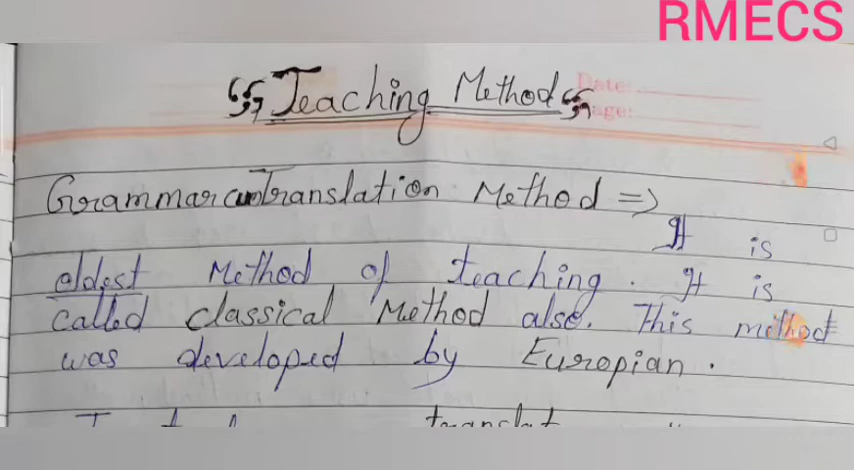 RMECS
Teaching Method
Date:
Page:
Grammar cum Translation Method =>
It is
oldest Method of teaching. It is
called classical Method also. This method
was developed by Europian.